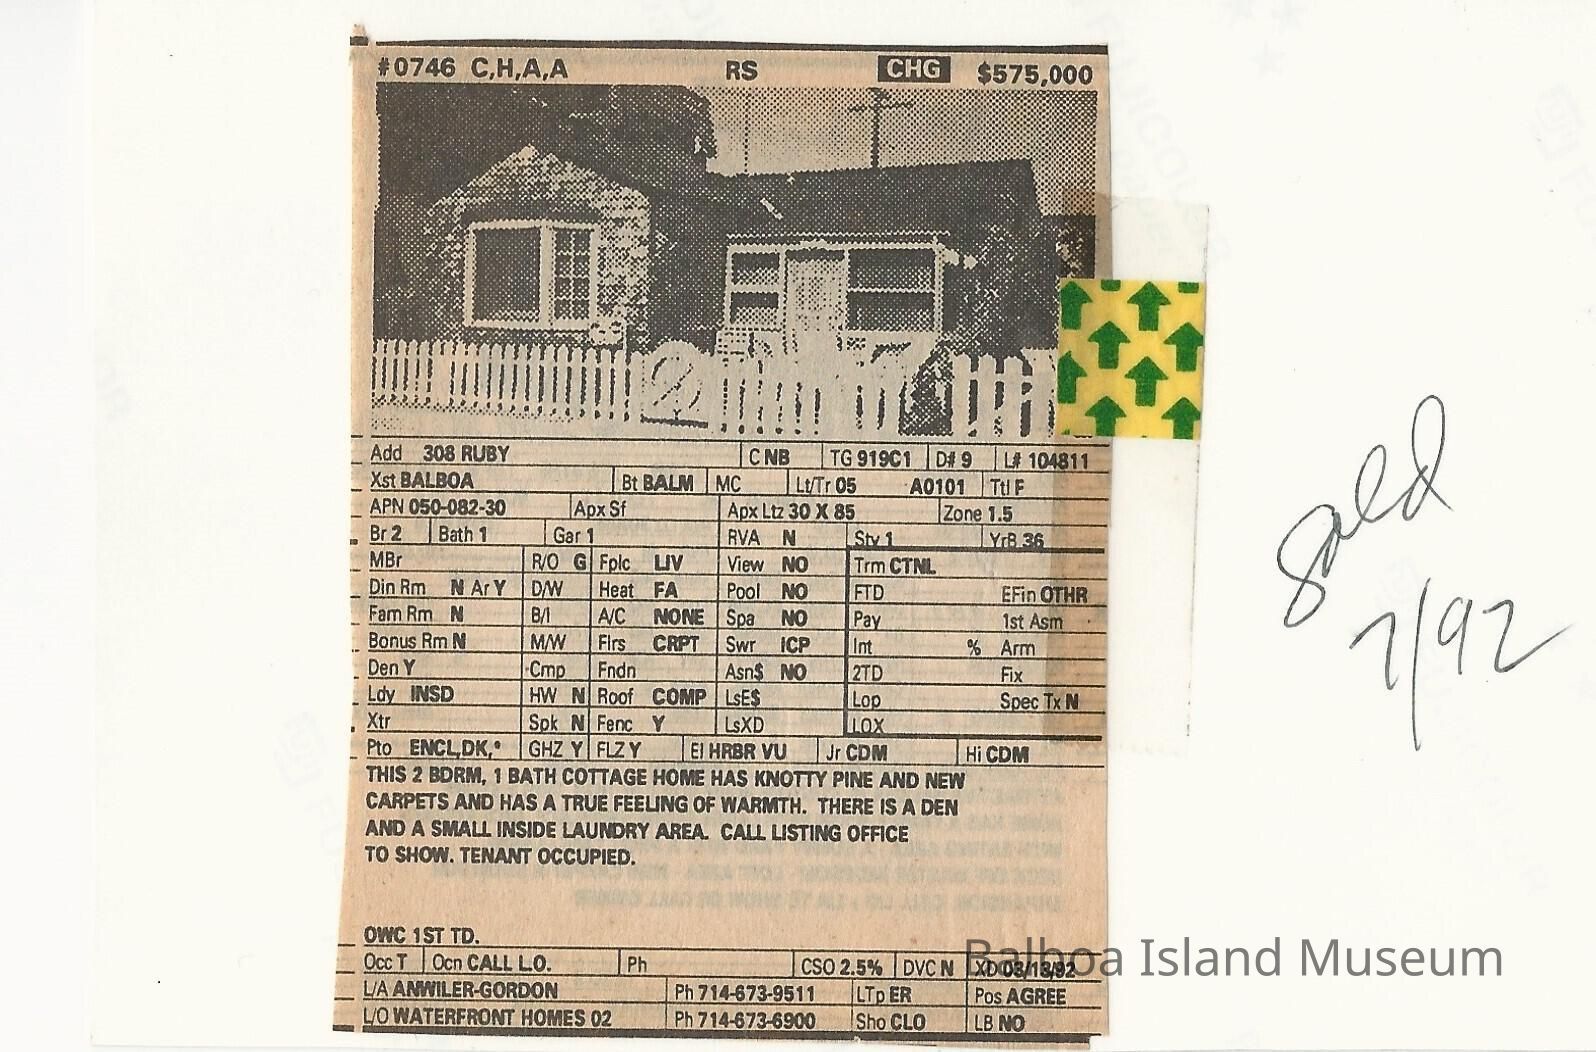 #0746 C,H,A,A RS CHG $575,000
Add 308 RUBY C NB TG 919C1 D# 9 L# 104811
Xst BALBOA Bt BALM MC Lt/Tr 05 A0101 Ttl F
APN 050-082-30 Apx Sf Apx Ltz 30 X 85 Zone 1.5
Br 2 Bath 1 Gar 1 RVA N Sty 1 YrB 36
MBr R/O G Fplc LIV View NO Trm CTNL
Din Rm N Ar Y D/W Heat FA Pool NO FTD EFin OTHR
Fam Rm N B/I A/C NONE Spa NO Pay 1st Asm
Bonus Rm N M/W Flrs CRPT Swr ICP Int % Arm
Den Y Cmp Fndn Asn$ NO 2TD Fix
Ldy INSD HW N Roof COMP LsE$ Lop Spec Tx N
Xtr Spk N Fenc Y LsXD LOX
Pto ENCL,DK,* GHZ Y FLZ Y El HRBR VU Jr CDM Hi CDM
THIS 2 BDRM, 1 BATH COTTAGE HOME HAS KNOTTY PINE AND NEW
CARPETS AND HAS A TRUE FEELING OF WARMTH. THERE IS A DEN
AND A SMALL INSIDE LAUNDRY AREA. CALL LISTING OFFICE
TO SHOW. TENANT OCCUPIED.
OWC 1ST TD.
Occ T Ocn CALL L.O. Ph CSO 2.5% DVC N XD 03/13/92
L/A ANWILER-GORDON Ph 714-673-9511 LTp ER Pos AGREE
L/O WATERFRONT HOMES 02 Ph 714-673-6900 Sho CLO LB NO
Sold
7/92
Balboa Island Museum